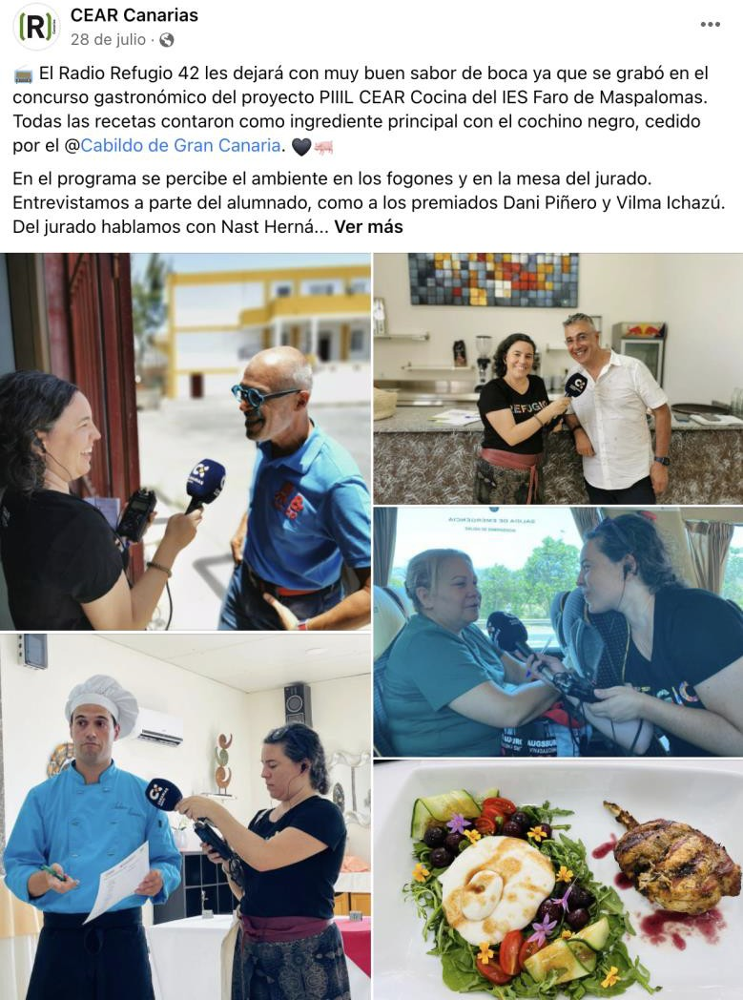 (R)
CEAR Canarias
28 de julio ·
El Radio Refugio 42 les dejará con muy buen sabor de boca ya que se grabó en el
concurso gastronómico del proyecto PIIIL CEAR Cocina del IES Faro de Maspalomas.
Todas las recetas contaron como ingrediente principal con el cochino negro, cedido
por el @Cabildo de Gran Canaria. 🖤🐖
En el programa se percibe el ambiente en los fogones y en la mesa del jurado.
Entrevistamos a parte del alumnado, como a los premiados Dani Piñero y Vilma Ichazú.
Del jurado hablamos con Nast Herná... Ver más
REFUGIO
SALIDA DE EMERGENCIA
AUGSBURG